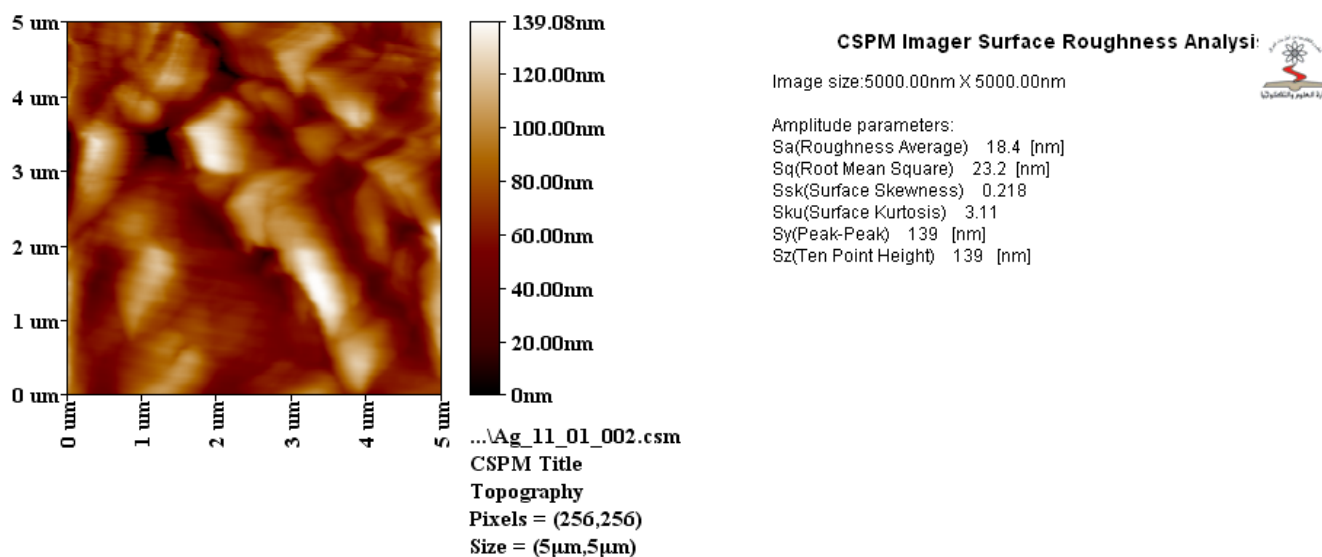 5 um
4 um
3 um
2 um
1 um
0 um
0 um
1 um
2 um
3 um
4 um
5 um
139.08nm
120.00nm
100.00nm
80.00nm
60.00nm
40.00nm
20.00nm
0nm
...\Ag_11_01_002.csm
CSPM Title
Topography
Pixels = (256,256)
Size = (5μm,5μm)
CSPM Imager Surface Roughness Analysi
Image size:5000.00nm X 5000.00nm
Amplitude parameters:
Sa(Roughness Average) 18.4 [nm]
Sq(Root Mean Square) 23.2 [nm]
Ssk(Surface Skewness) 0.218
Sku(Surface Kurtosis) 3.11
Sy(Peak-Peak) 139 [nm]
Sz(Ten Point Height) 139 [nm]